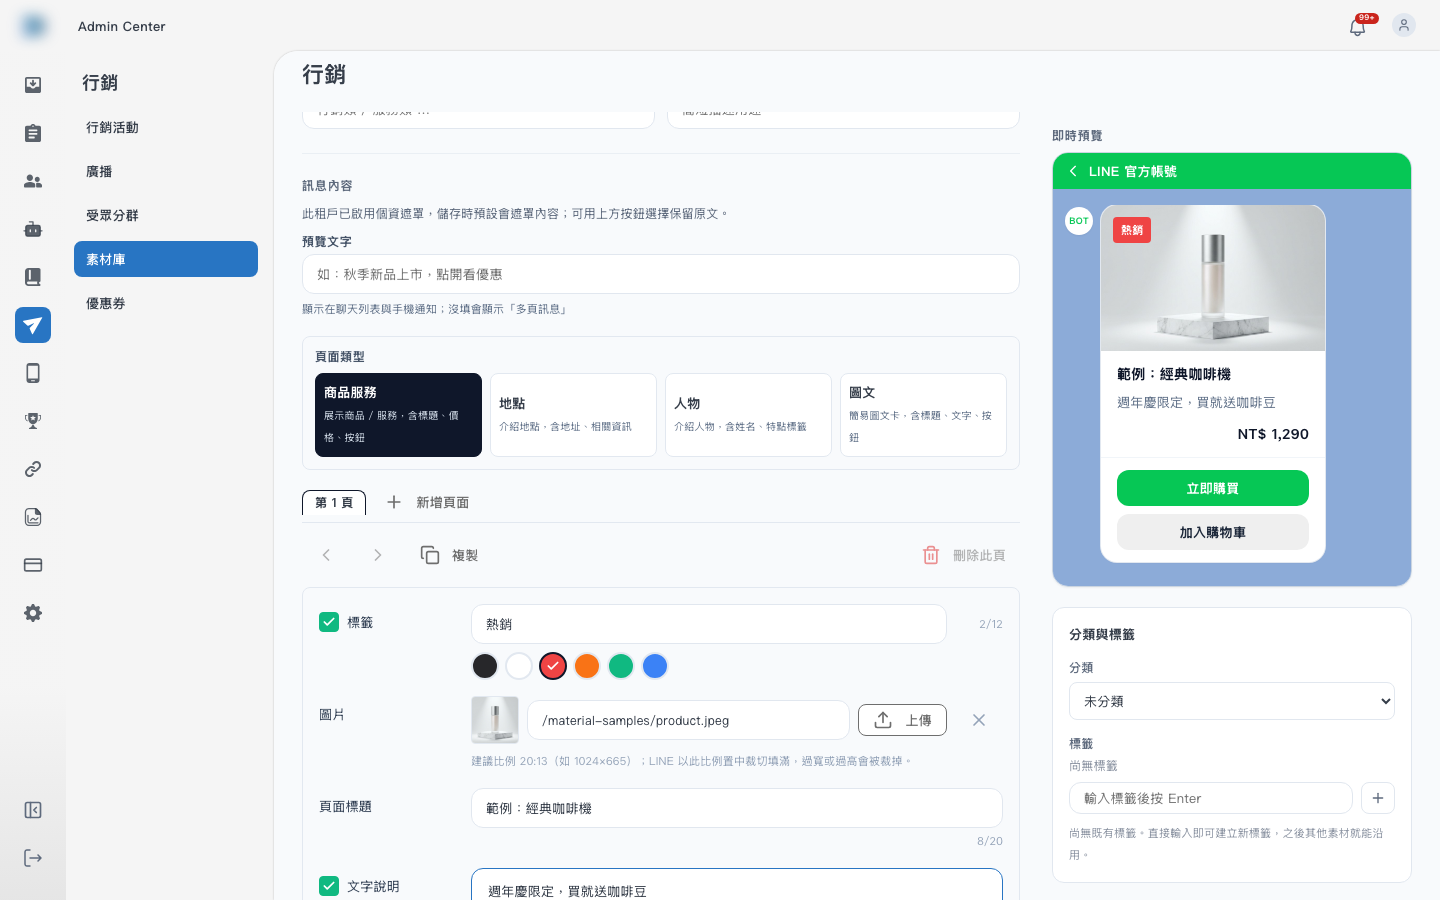 Admin Center
99+
行銷
行銷活動
廣播
受眾分群
素材庫
優惠券
行銷
訊息內容
此租戶已啟用個資遮罩，儲存時預設會遮罩內容；可用上方按鈕選擇保留原文。
預覽文字
如：秋季新品上市，點開看優惠
顯示在聊天列表與手機通知；沒填會顯示「多頁訊息」
頁面類型
商品服務
展示商品 / 服務，含標題、價
格、按鈕
地點
介紹地點，含地址、相關資訊
人物
介紹人物，含姓名、特點標籤
圖文
簡易圖文卡，含標題、文字、按
鈕
第 1 頁
新增頁面
複製
刪除此頁
標籤
熱銷
2/12
圖片
/material-samples/product.jpeg
上傳
建議比例 20:13（如 1024×665）；LINE 以此比例置中裁切填滿，過寬或過高會被裁掉。
頁面標題
範例：經典咖啡機
8/20
文字說明
週年慶限定，買就送咖啡豆
即時預覽
LINE 官方帳號
BOT
熱銷
範例：經典咖啡機
週年慶限定，買就送咖啡豆
NT$ 1,290
立即購買
加入購物車
分類與標籤
分類
未分類
標籤
尚無標籤
輸入標籤後按 Enter
尚無既有標籤。直接輸入即可建立新標籤，之後其他素材就能沿
用。